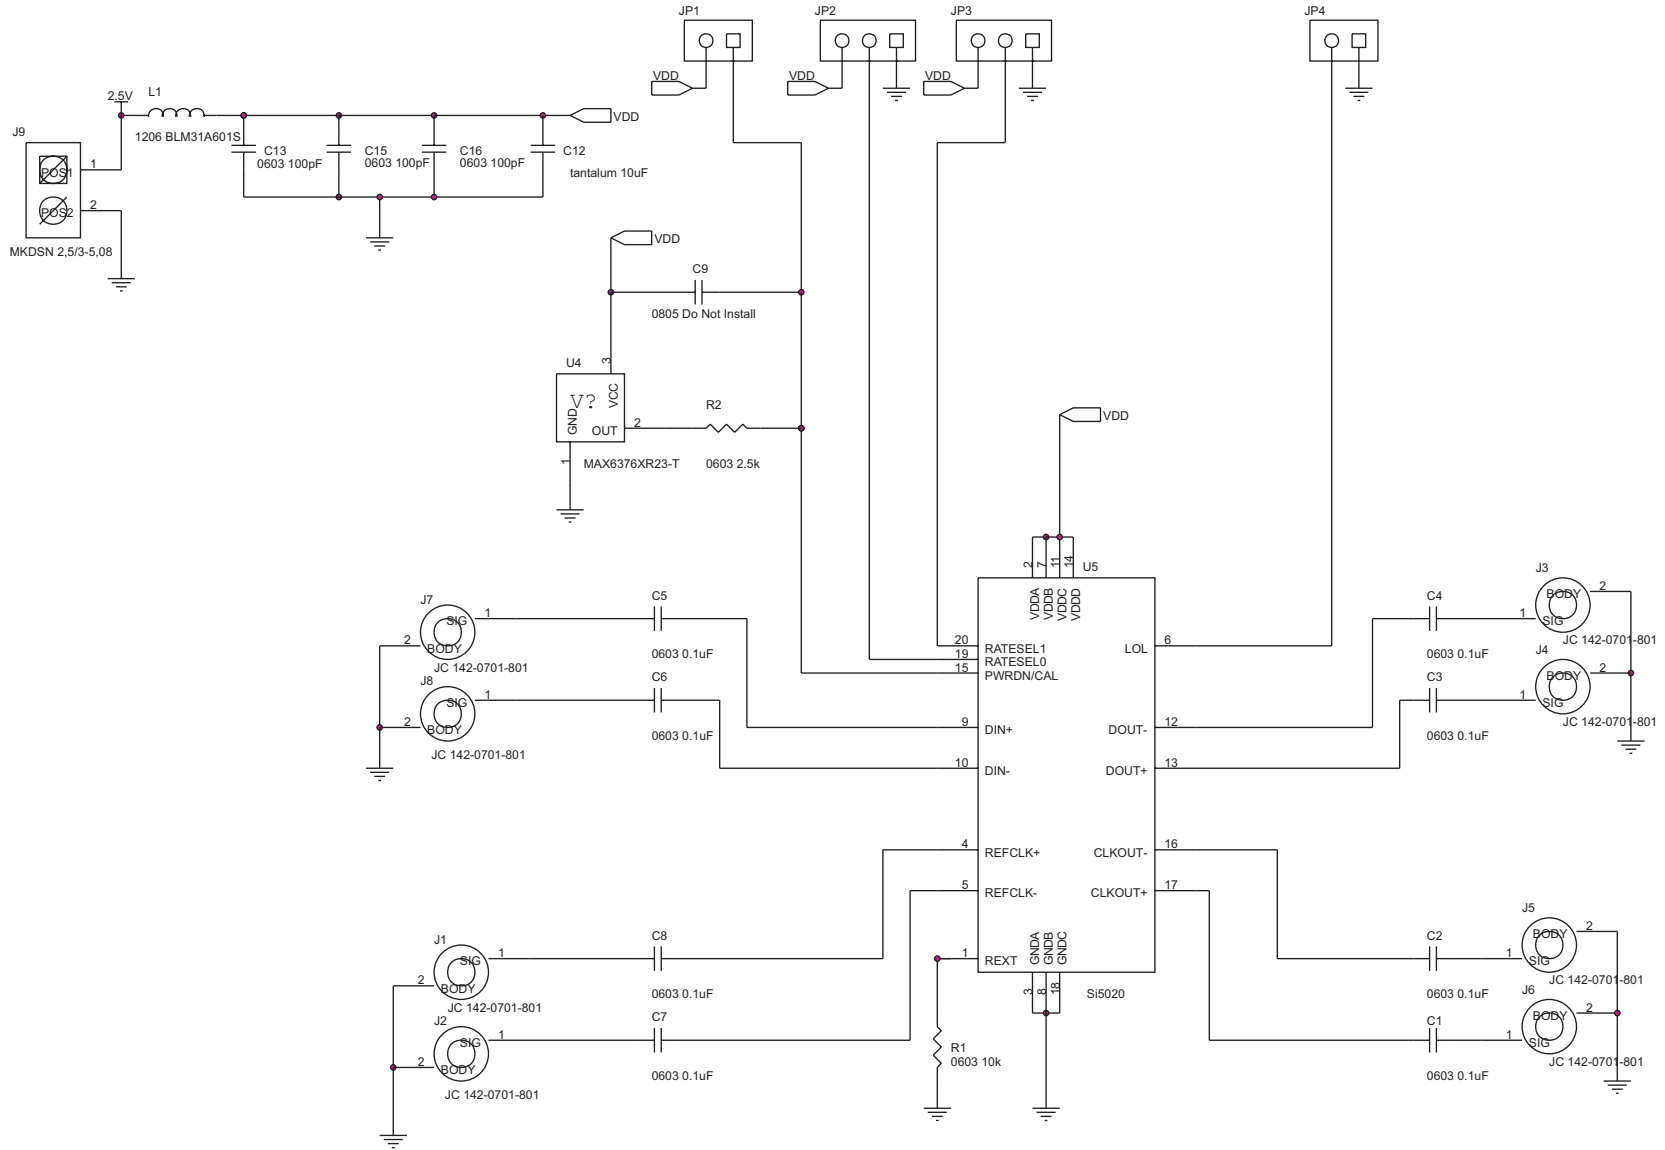 JP1
JP2
JP3
JP4
VDD
VDD
VDD
2.5V
L1
VDD
1206 BLM31A601S
J9
POS1
1
POS2
2
MKDSN 2,5/3-5,08
C13
0603 100pF
C15
0603 100pF
C16
0603 100pF
C12
tantalum 10uF
VDD
C9
0805 Do Not Install
U4
3
V?
VCC
GND
OUT
2
1
MAX6376XR23-T
R2
0603 2.5k
VDD
2
7
11
14
U5
VDDA
VDDB
VDDC
VDDD
20
RATESEL1
19
RATESEL0
15
PWRDN/CAL
LOL
6
9
DIN+
DOUT-
12
10
DIN-
DOUT+
13
4
REFCLK+
CLKOUT-
16
5
REFCLK-
CLKOUT+
17
1
REXT
GNDA
GNDB
GNDC
3
8
18
Si5020
R1
0603 10k
J7
SIG
1
2
BODY
JC 142-0701-801
C5
0603 0.1uF
J8
SIG
1
2
BODY
JC 142-0701-801
C6
0603 0.1uF
J1
SIG
1
2
BODY
JC 142-0701-801
C8
0603 0.1uF
J2
SIG
1
2
BODY
JC 142-0701-801
C7
0603 0.1uF
C4
0603 0.1uF
J3
BODY
2
1
SIG
JC 142-0701-801
C3
0603 0.1uF
J4
BODY
2
1
SIG
JC 142-0701-801
C2
0603 0.1uF
J5
BODY
2
1
SIG
JC 142-0701-801
C1
0603 0.1uF
J6
BODY
2
1
SIG
JC 142-0701-801